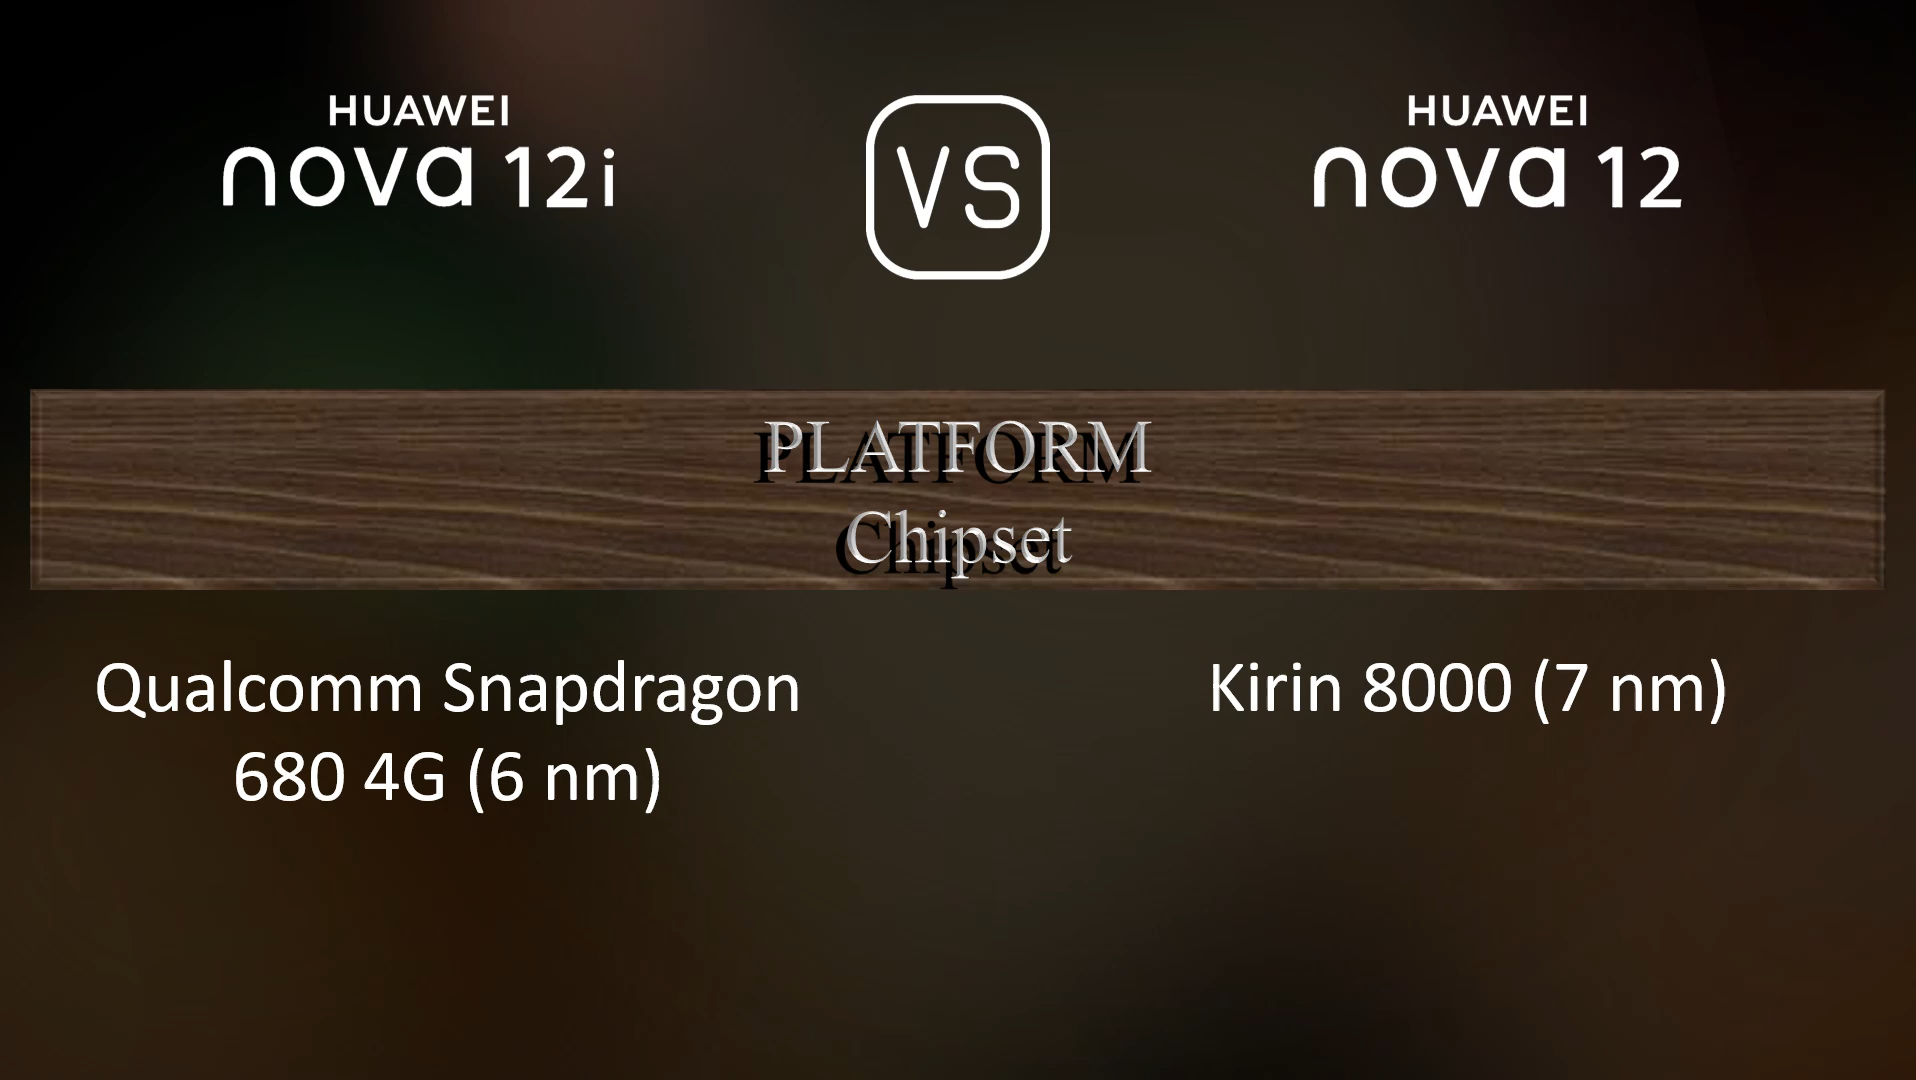 HUAWEI
nova 12i
VS
HUAWEI
nova 12
PLATFORM
Chipset
Qualcomm Snapdragon
680 4G (6 nm)
Kirin 8000 (7 nm)